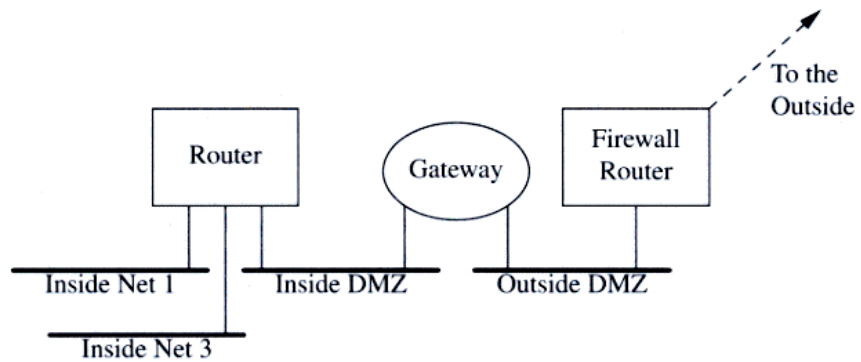 To the
Outside
Router
Gateway
Firewall
Router
Inside Net 1
Inside DMZ
Outside DMZ
Inside Net 3